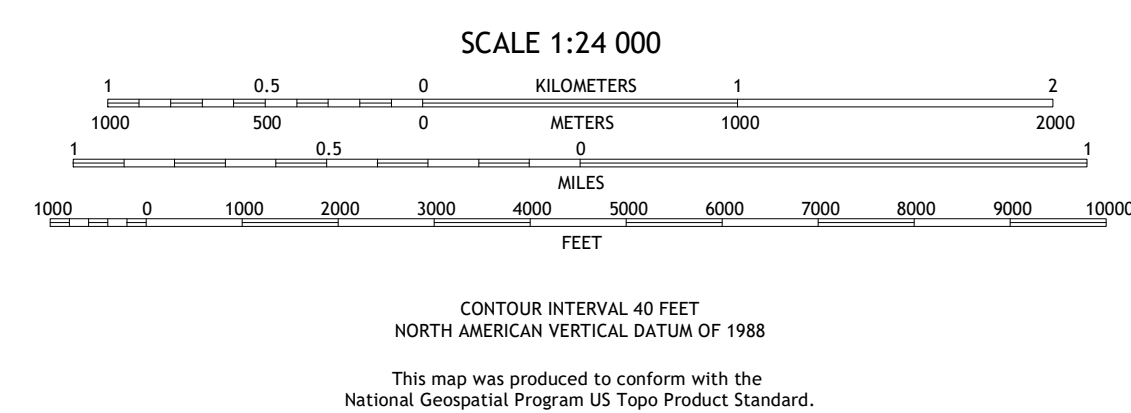 SCALE 1:24 000
1 0.5 0 KILOMETERS 1 2
1000 500 0 METERS 1000 2000
1 0.5 0 1
MILES
1000 0 1000 2000 3000 4000 5000 6000 7000 8000 9000 10000
FEET
CONTOUR INTERVAL 40 FEET
NORTH AMERICAN VERTICAL DATUM OF 1988
This map was produced to conform with the
National Geospatial Program US Topo Product Standard.